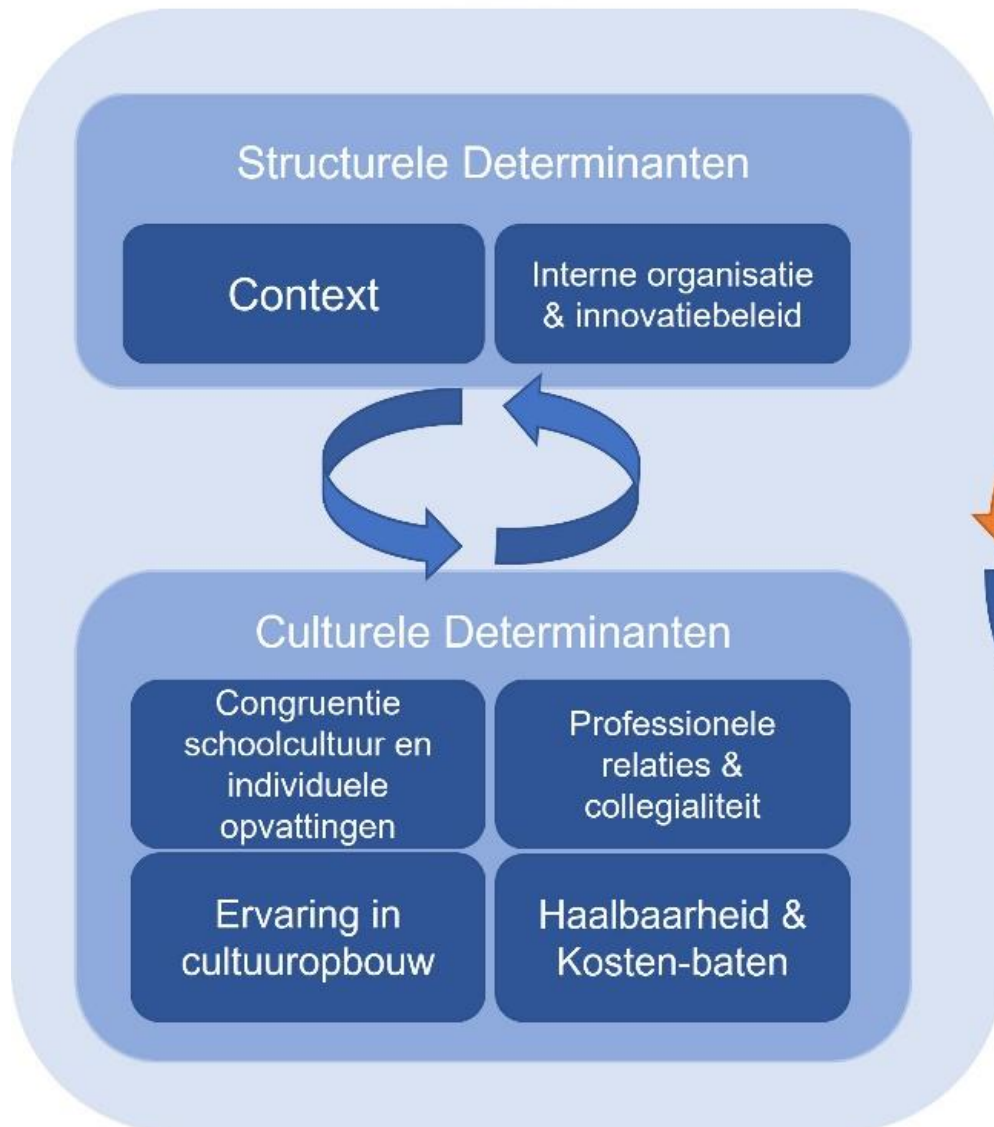 Structurele Determinanten
Context
Interne organisatie
& innovatiebeleid
Culturele Determinanten
Congruentie
schoolcultuur en
individuele
opvattingen
Professionele
relaties &
collegialiteit
Ervaring in
cultuuropbouw
Haalbaarheid &
Kosten-baten